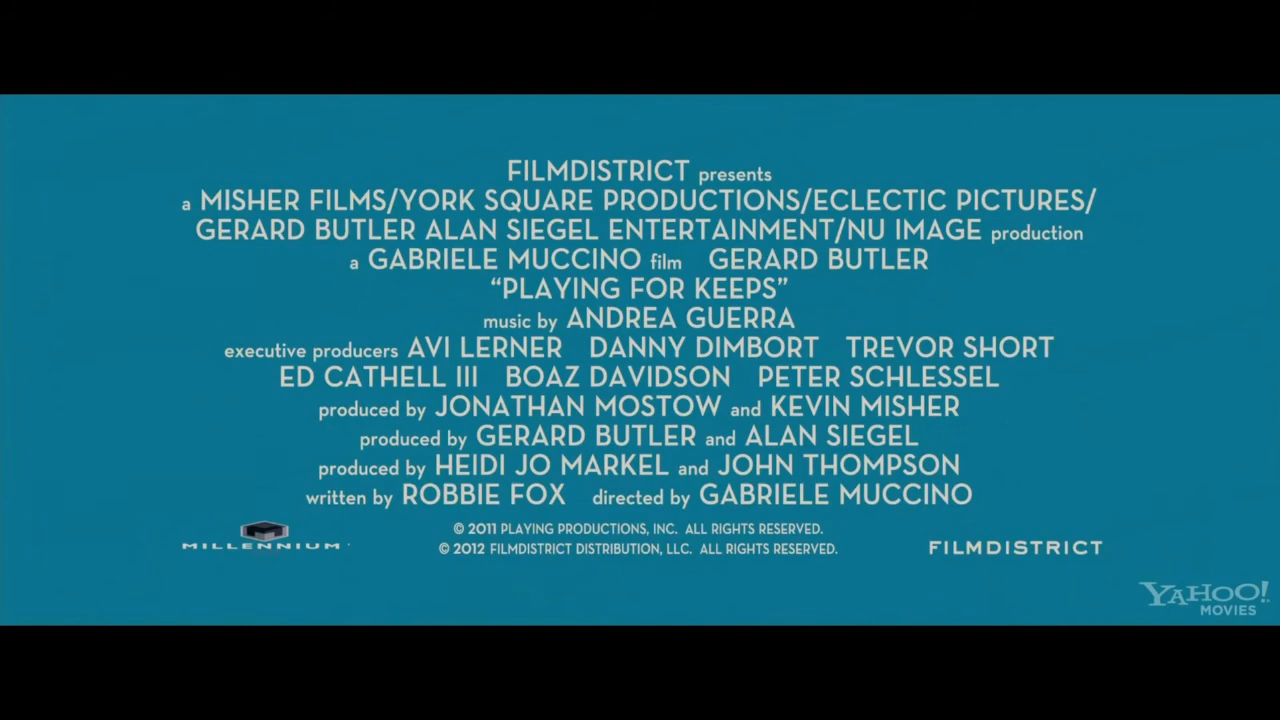 FILMDISTRICT presents
a MISHER FILMS/YORK SQUARE PRODUCTIONS/ECLECTIC PICTURES/
GERARD BUTLER ALAN SIEGEL ENTERTAINMENT/NU IMAGE production
a GABRIELE MUCCINO film GERARD BUTLER
“PLAYING FOR KEEPS”
music by ANDREA GUERRA
executive producers AVI LERNER DANNY DIMBORT TREVOR SHORT
ED CATHELL III BOAZ DAVIDSON PETER SCHLESSEL
produced by JONATHAN MOSTOW and KEVIN MISHER
produced by GERARD BUTLER and ALAN SIEGEL
produced by HEIDI JO MARKEL and JOHN THOMPSON
written by ROBBIE FOX directed by GABRIELE MUCCINO
© 2011 PLAYING PRODUCTIONS, INC. ALL RIGHTS RESERVED.
© 2012 FILMDISTRICT DISTRIBUTION, LLC. ALL RIGHTS RESERVED.
MILLENNIUM
FILMDISTRICT
YAHOO!
MOVIES